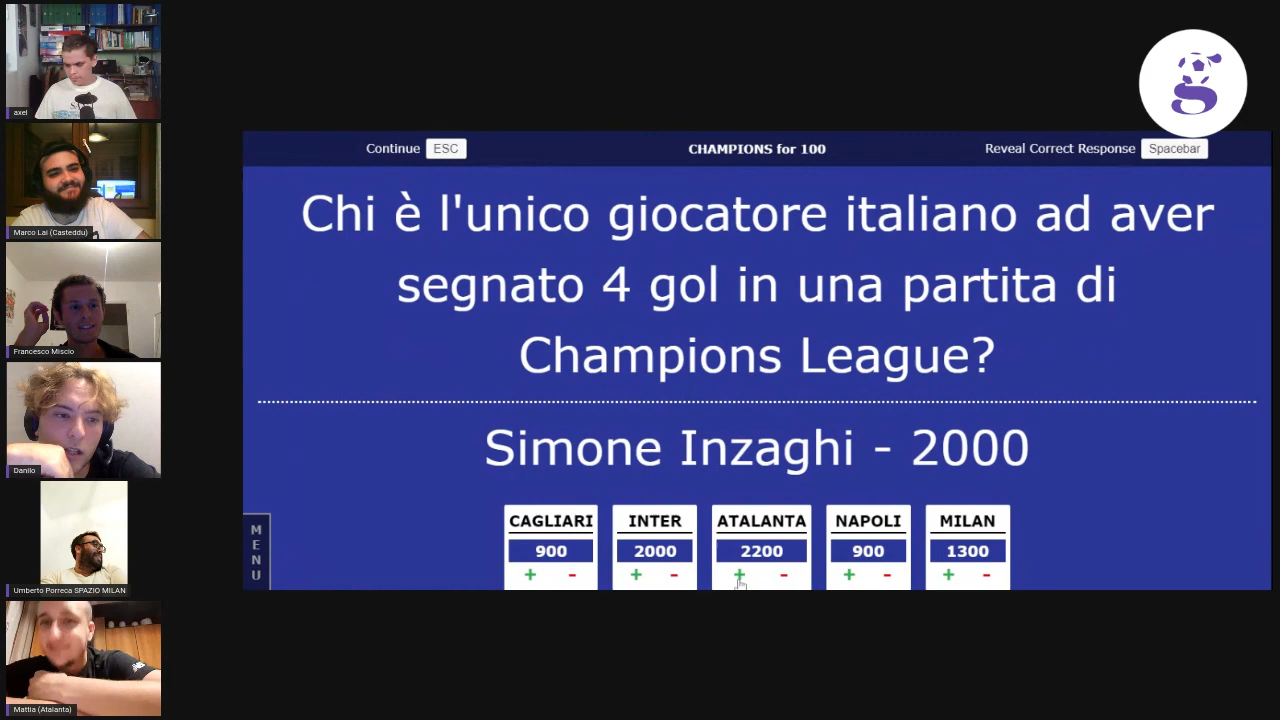 axel
Marco Lai (Casteddu)
Francesco Miscio
Danilo
Umberto Porreca SPAZIO MILAN
Mattia (Atalanta)
Continue ESC CHAMPIONS for 100 Reveal Correct Response Spacebar
Chi è l'unico giocatore italiano ad aver
segnato 4 gol in una partita di
Champions League?
Simone Inzaghi - 2000
MENU
CAGLIARI INTER ATALANTA NAPOLI MILAN
900 2000 2200 900 1300
+ - + - + - + - + -